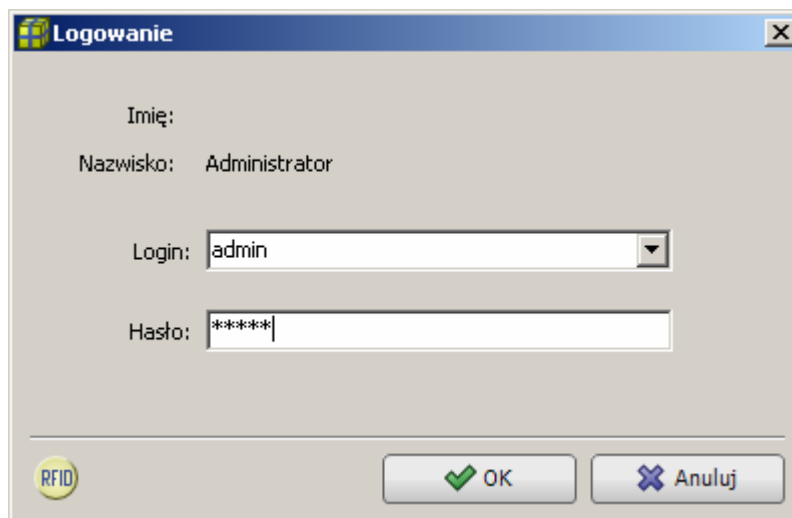 Logowanie
Imię:
Nazwisko: Administrator
Login: admin
Hasło: *****
RFID OK Anuluj